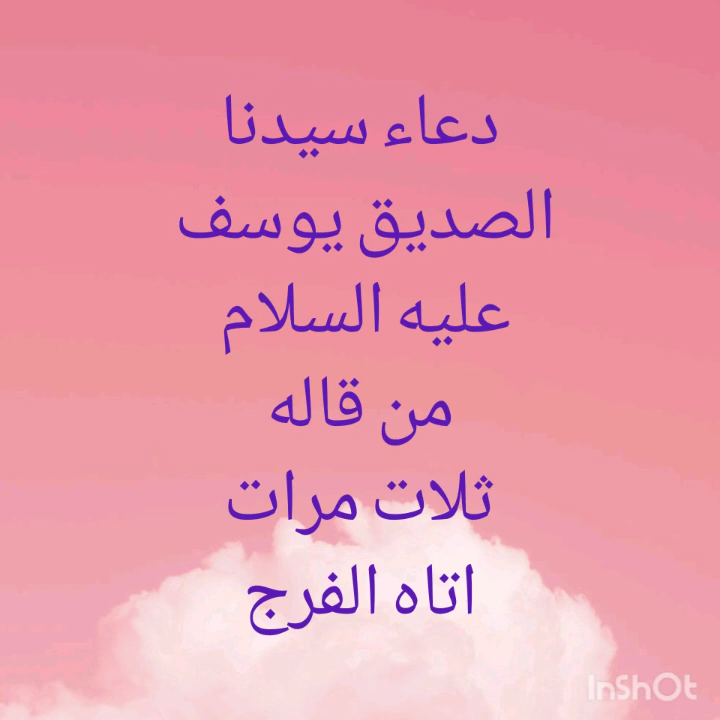 دعاء سيدنا
الصديق يوسف
عليه السلام
من قاله
ثلات مرات
اتاه الفرج
InShOt